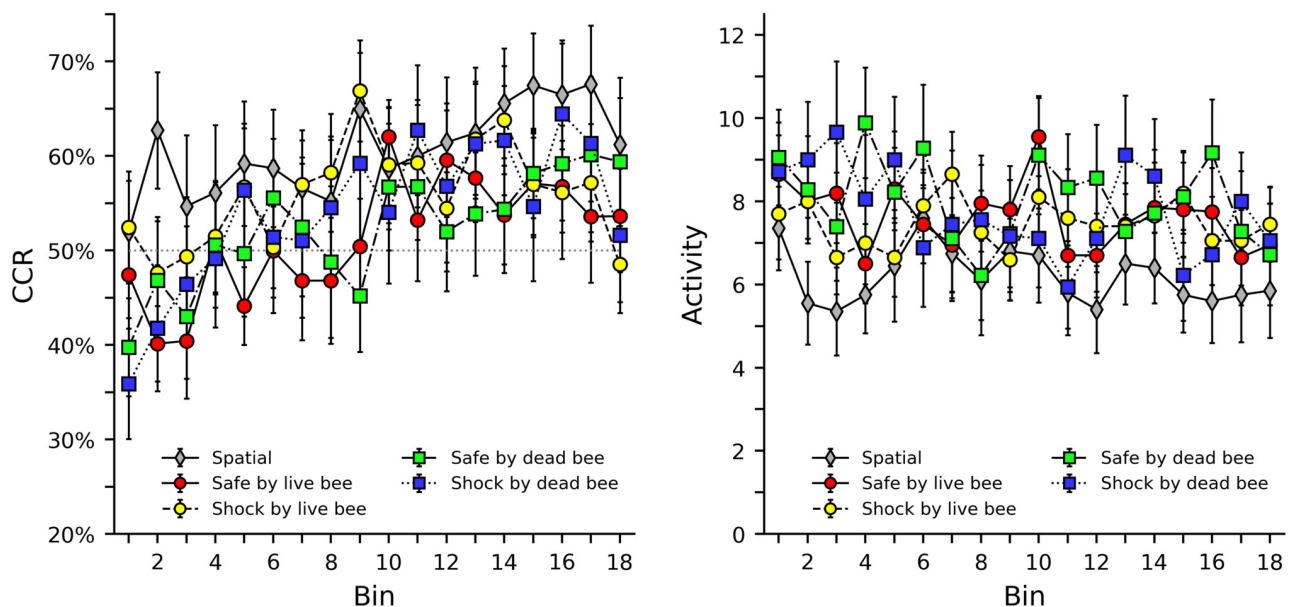 70%
60%
50%
40%
30%
20%
CCR
Spatial
Safe by live bee
Shock by live bee
Safe by dead bee
Shock by dead bee
2 4 6 8 10 12 14 16 18
Bin
12
10
8
6
4
2
0
Activity
Spatial
Safe by live bee
Shock by live bee
Safe by dead bee
Shock by dead bee
2 4 6 8 10 12 14 16 18
Bin